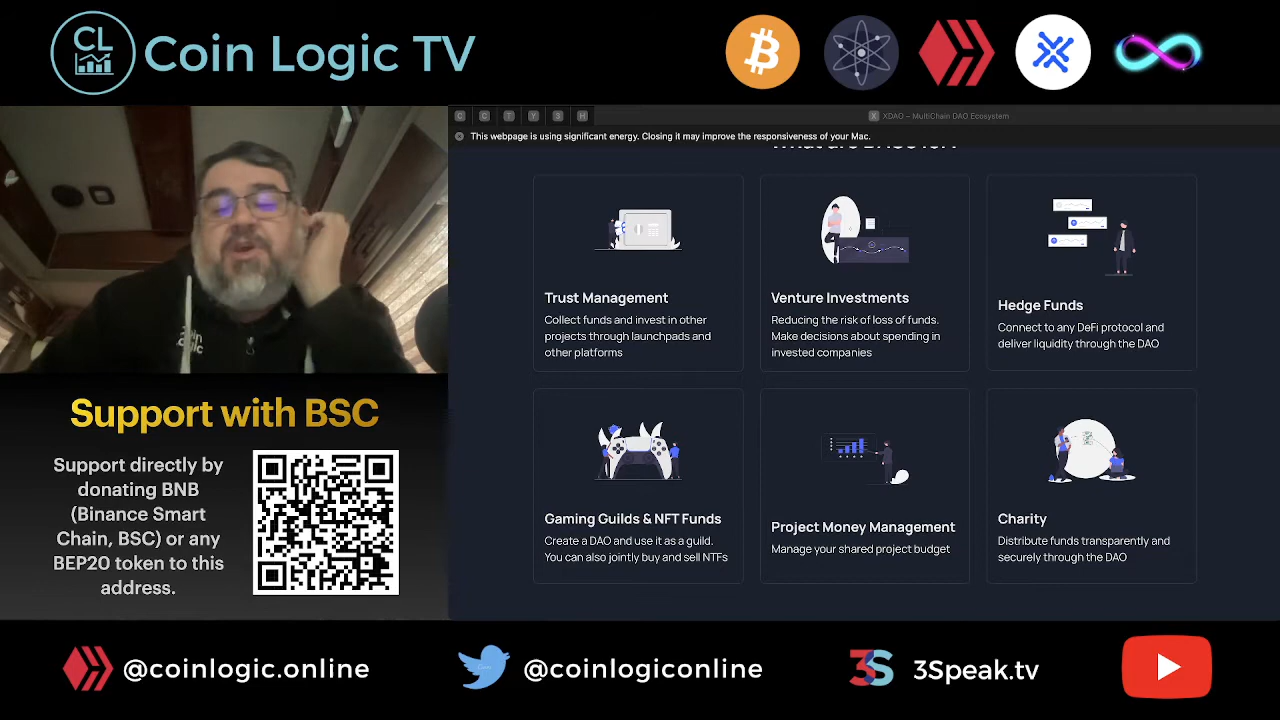 CL
Coin Logic TV
C C T Y 3 H
X XDAO – MultiChain DAO Ecosystem
This webpage is using significant energy. Closing it may improve the responsiveness of your Mac.
Trust Management
Collect funds and invest in other
projects through launchpads and
other platforms
Venture Investments
Reducing the risk of loss of funds.
Make decisions about spending in
invested companies
Hedge Funds
Connect to any DeFi protocol and
deliver liquidity through the DAO
Gaming Guilds & NFT Funds
Create a DAO and use it as a guild.
You can also jointly buy and sell NTFs
Project Money Management
Manage your shared project budget
Charity
Distribute funds transparently and
securely through the DAO
Coin
Logic
Support with BSC
Support directly by
donating BNB
(Binance Smart
Chain, BSC) or any
BEP20 token to this
address.
@coinlogic.online
@coinlogiconline
3S 3Speak.tv